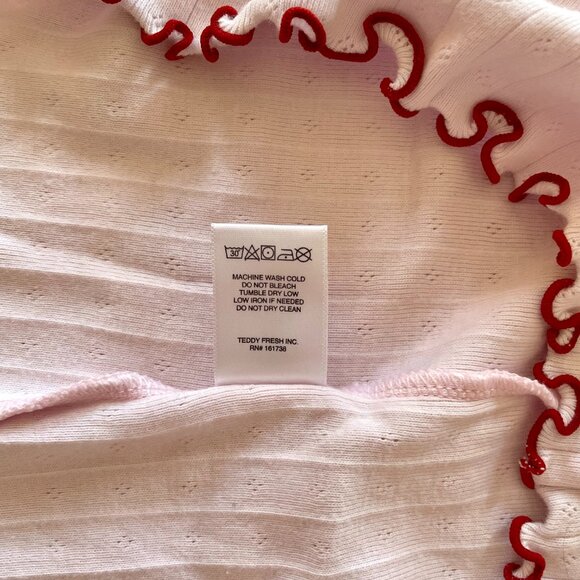 30
MACHINE WASH COLD
DO NOT BLEACH
TUMBLE DRY LOW
LOW IRON IF NEEDED
DO NOT DRY CLEAN
TEDDY FRESH INC.
RN# 161736